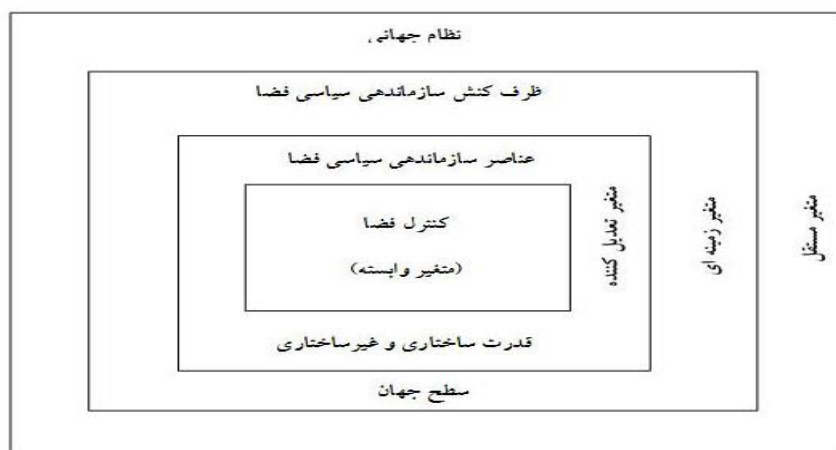 نظام جهانی
ظرف کنش سازماندهی سیاسی فضا
عناصر سازماندهی سیاسی فضا
کنترل فضا
(متغیر وابسته)
متغیر تعدیل کننده
متغیر زمینه ای
متغیر مستقل
قدرت ساختاری و غیرساختاری
سطح جهان